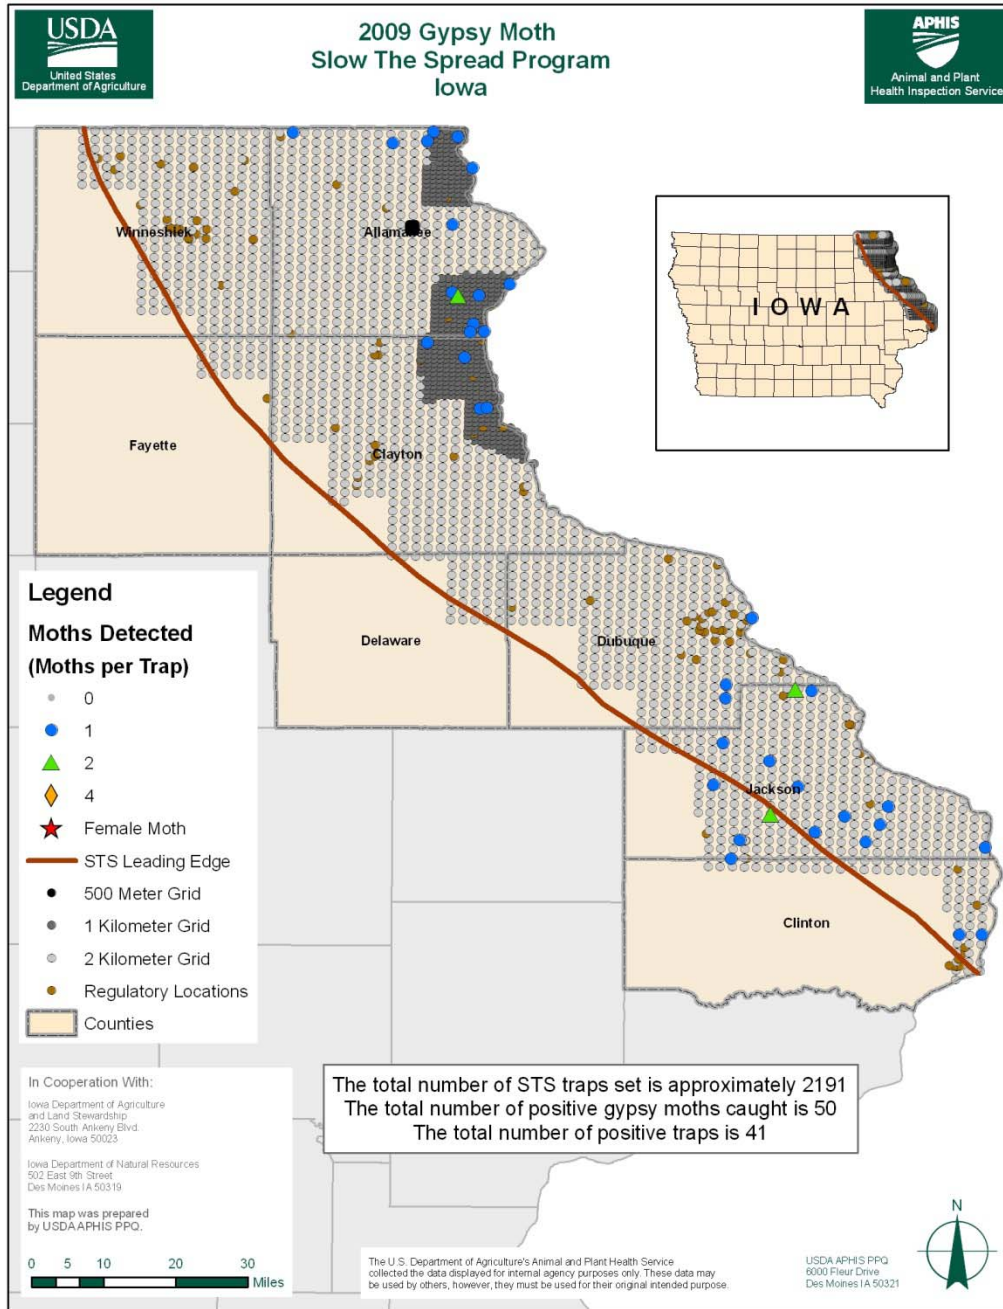 USDA
United States
Department of Agriculture
2009 Gypsy Moth
Slow The Spread Program
Iowa
APHIS
Animal and Plant
Health Inspection Service
Winneshiek
Allamakee
IOWA
Fayette
Clayton
Delaware
Dubuque
Jackson
Clinton
Legend
Moths Detected
(Moths per Trap)
0
1
2
4
Female Moth
STS Leading Edge
500 Meter Grid
1 Kilometer Grid
2 Kilometer Grid
Regulatory Locations
Counties
In Cooperation With:
Iowa Department of Agriculture
and Land Stewardship
2230 South Ankeny Blvd.
Ankeny, Iowa 50023
Iowa Department of Natural Resources
502 East 9th Street
Des Moines IA 50319
This map was prepared
by USDA APHIS PPQ.
0 5 10 20 30
Miles
The total number of STS traps set is approximately 2191
The total number of positive gypsy moths caught is 50
The total number of positive traps is 41
The U.S. Department of Agriculture's Animal and Plant Health Service
collected the data displayed for internal agency purposes only. These data may
be used by others, however, they must be used for their original intended purpose.
USDA APHIS PPQ
6000 Fleur Drive
Des Moines IA 50321
N